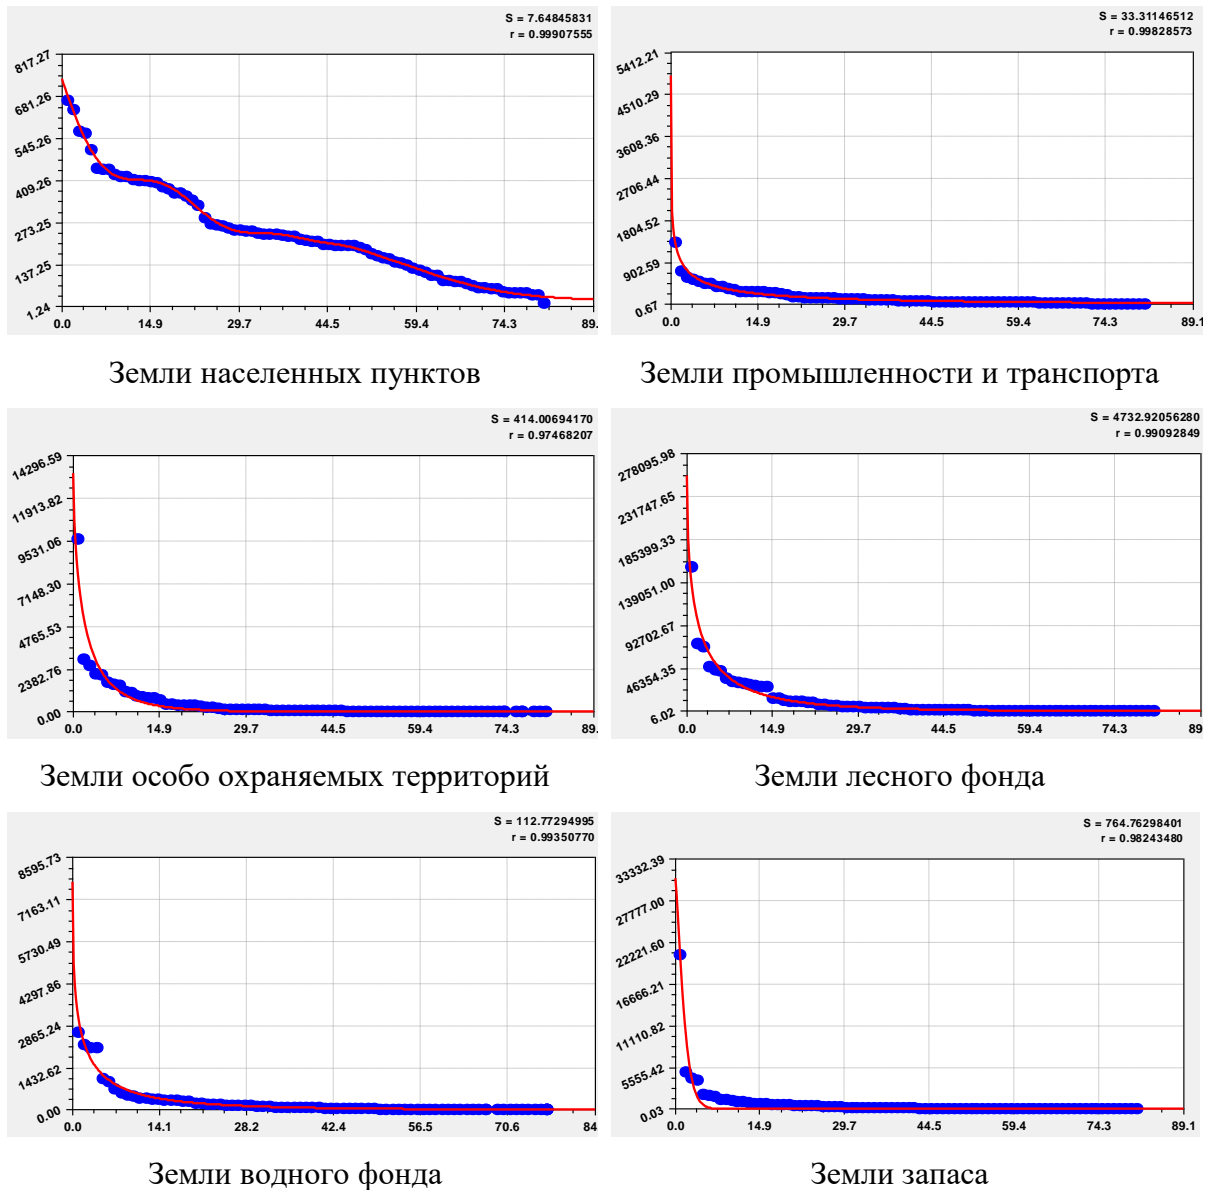 S = 7.64845831
r = 0.99907555
817.27
681.26
545.26
409.26
273.25
137.25
1.24
0.0 14.9 29.7 44.5 59.4 74.3 89.
S = 33.31146512
r = 0.99828573
5412.21
4510.29
3608.36
2706.44
1804.52
902.59
0.67
0.0 14.9 29.7 44.5 59.4 74.3 89.1
Земли населенных пунктов
Земли промышленности и транспорта
S = 414.00694170
r = 0.97468207
14296.59
11913.82
9531.06
7148.30
4765.53
2382.76
0.00
0.0 14.9 29.7 44.5 59.4 74.3 89.
S = 4732.92056280
r = 0.99092849
278095.98
231747.65
185399.33
139051.00
92702.67
46354.35
6.02
0.0 14.9 29.7 44.5 59.4 74.3 89
Земли особо охраняемых территорий
Земли лесного фонда
S = 112.77294995
r = 0.99350770
8595.73
7163.11
5730.49
4297.86
2865.24
1432.62
0.00
0.0 14.1 28.2 42.4 56.5 70.6 84
S = 764.76298401
r = 0.98243480
33332.39
27777.00
22221.60
16666.21
11110.82
5555.42
0.03
0.0 14.9 29.7 44.5 59.4 74.3 89.1
Земли водного фонда
Земли запаса